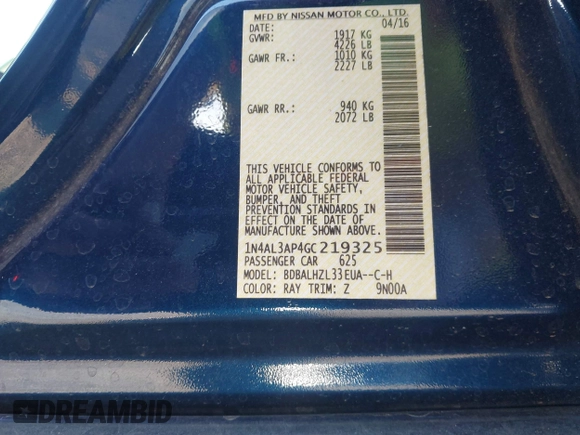 MFD BY NISSAN MOTOR CO., LTD.
DATE: 04/16
GVWR: 1917 KG
4226 LB
GAWR FR.: 1010 KG
2227 LB
GAWR RR.: 940 KG
2072 LB
THIS VEHICLE CONFORMS TO
ALL APPLICABLE FEDERAL
MOTOR VEHICLE SAFETY,
BUMPER, AND THEFT
PREVENTION STANDARDS IN
EFFECT ON THE DATE OF
MANUFACTURE SHOWN ABOVE.
1N4AL3AP4GC219325
PASSENGER CAR 625
MODEL: BDBALHZL33EUA--C-H
COLOR: RAY TRIM: Z 9N00A
DREAMBID